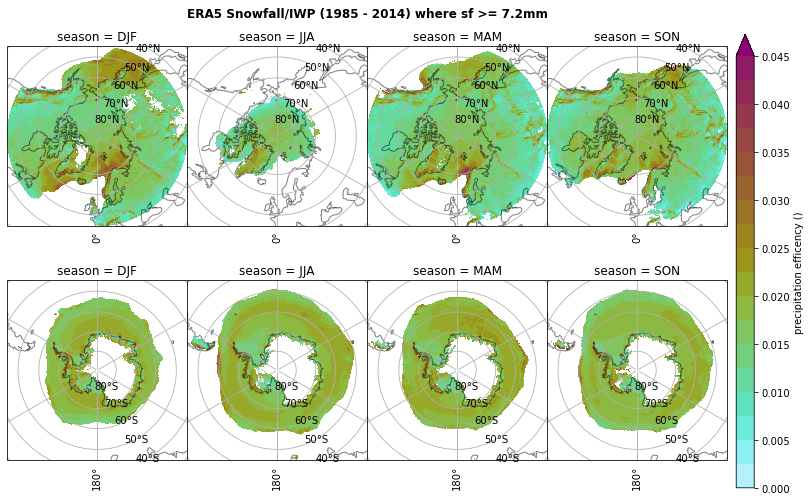 ERA5 Snowfall/IWP (1985 - 2014) where sf >= 7.2mm
season = DJF
season = JJA
season = MAM
season = SON
40°N 40°N 40°N 40°N
50°N 50°N 50°N 50°N
60°N 60°N 60°N 60°N
70°N 70°N 70°N 70°N
80°N 80°N 80°N 80°N
0° 0° 0° 0°
season = DJF
season = JJA
season = MAM
season = SON
80°S 80°S 80°S 80°S
70°S 70°S 70°S 70°S
60°S 60°S 60°S 60°S
50°S 50°S 50°S 50°S
40°S 40°S 40°S 40°S
180° 180° 180° 180°
0.045
0.040
0.035
0.030
0.025
0.020
0.015
0.010
0.005
0.000
precipitation efficency ()